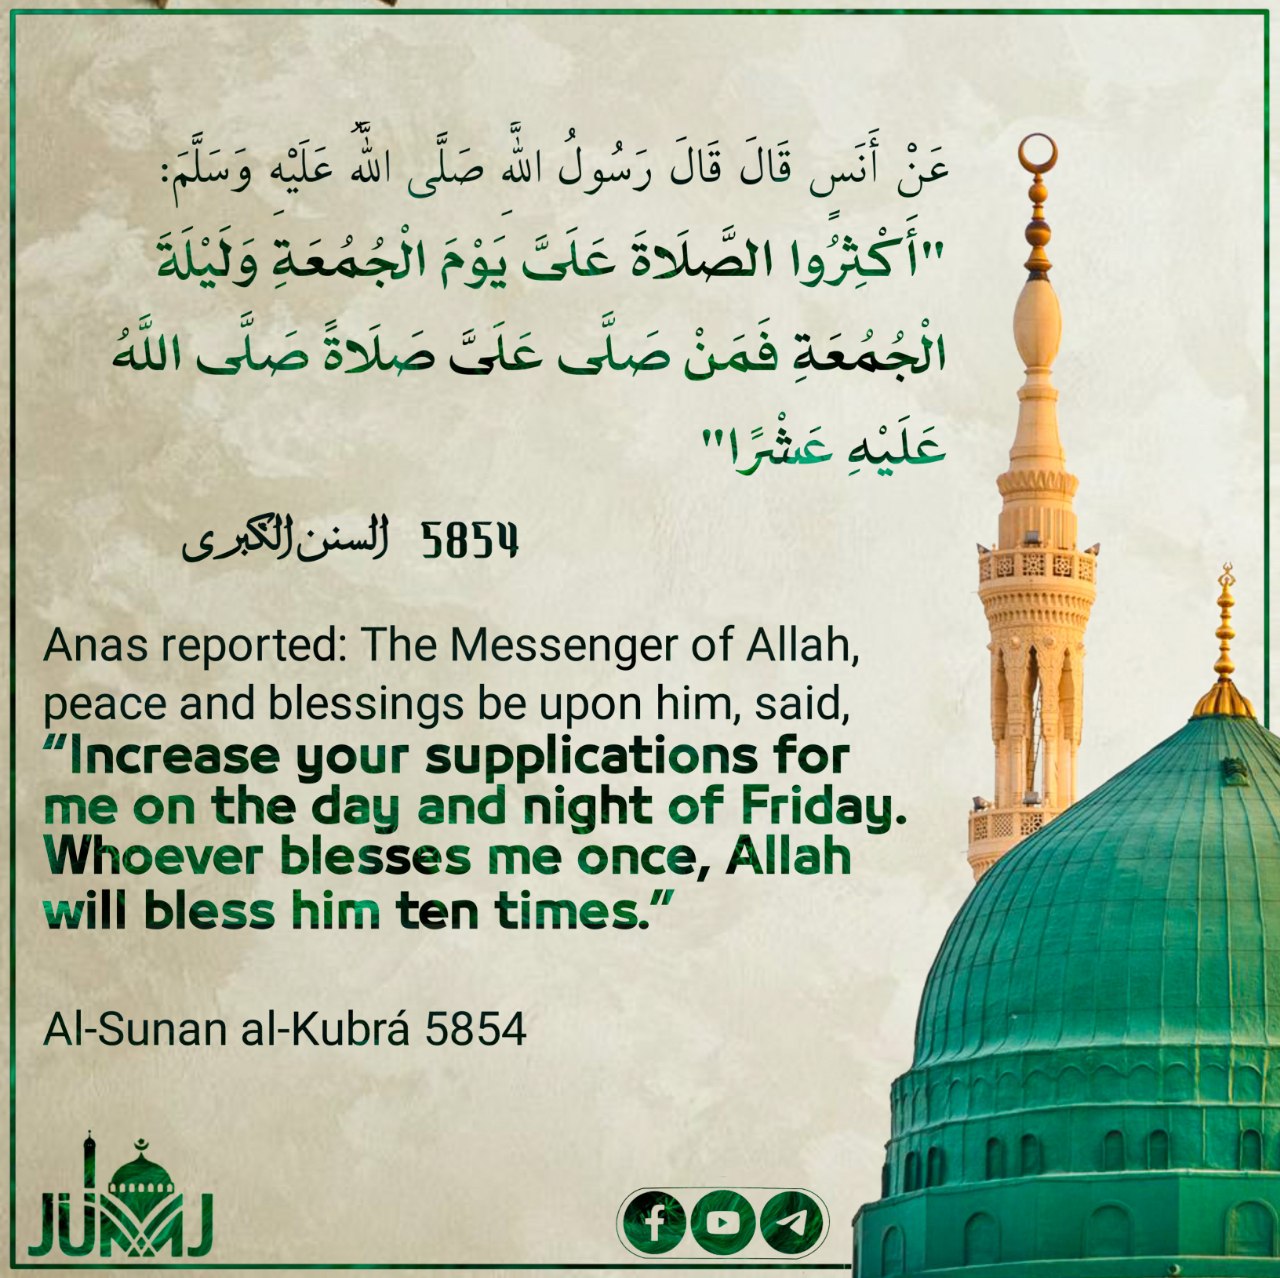 عَنْ أَنَسٍ قَالَ قَالَ رَسُولُ اللَّهِ صَلَّى اللَّهُ عَلَيْهِ وَسَلَّمَ:
"أَكْثِرُوا الصَّلَاةَ عَلَىَّ يَوْمَ الْجُمُعَةِ وَلَيْلَةَ
الْجُمُعَةِ فَمَنْ صَلَّى عَلَىَّ صَلَاةً صَلَّى اللَّهُ
عَلَيْهِ عَشْرًا"
السنن الكبرى 5854
Anas reported: The Messenger of Allah,
peace and blessings be upon him, said,
“Increase your supplications for
me on the day and night of Friday.
Whoever blesses me once, Allah
will bless him ten times.”
Al-Sunan al-Kubrá 5854